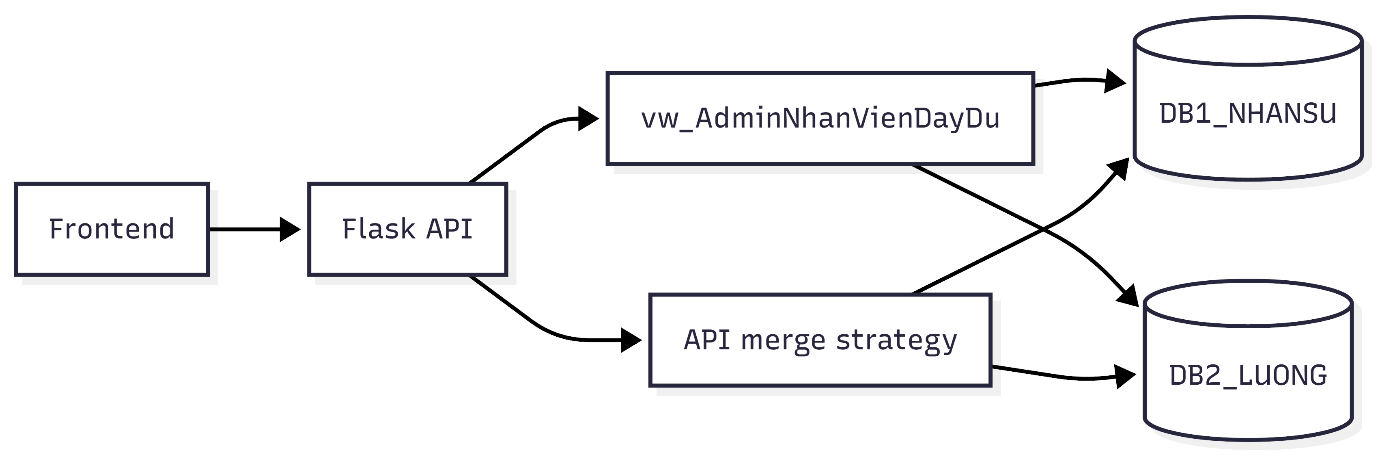 Frontend
Flask API
vw_AdminNhanVienDayDu
API merge strategy
DB1_NHANSU
DB2_LUONG